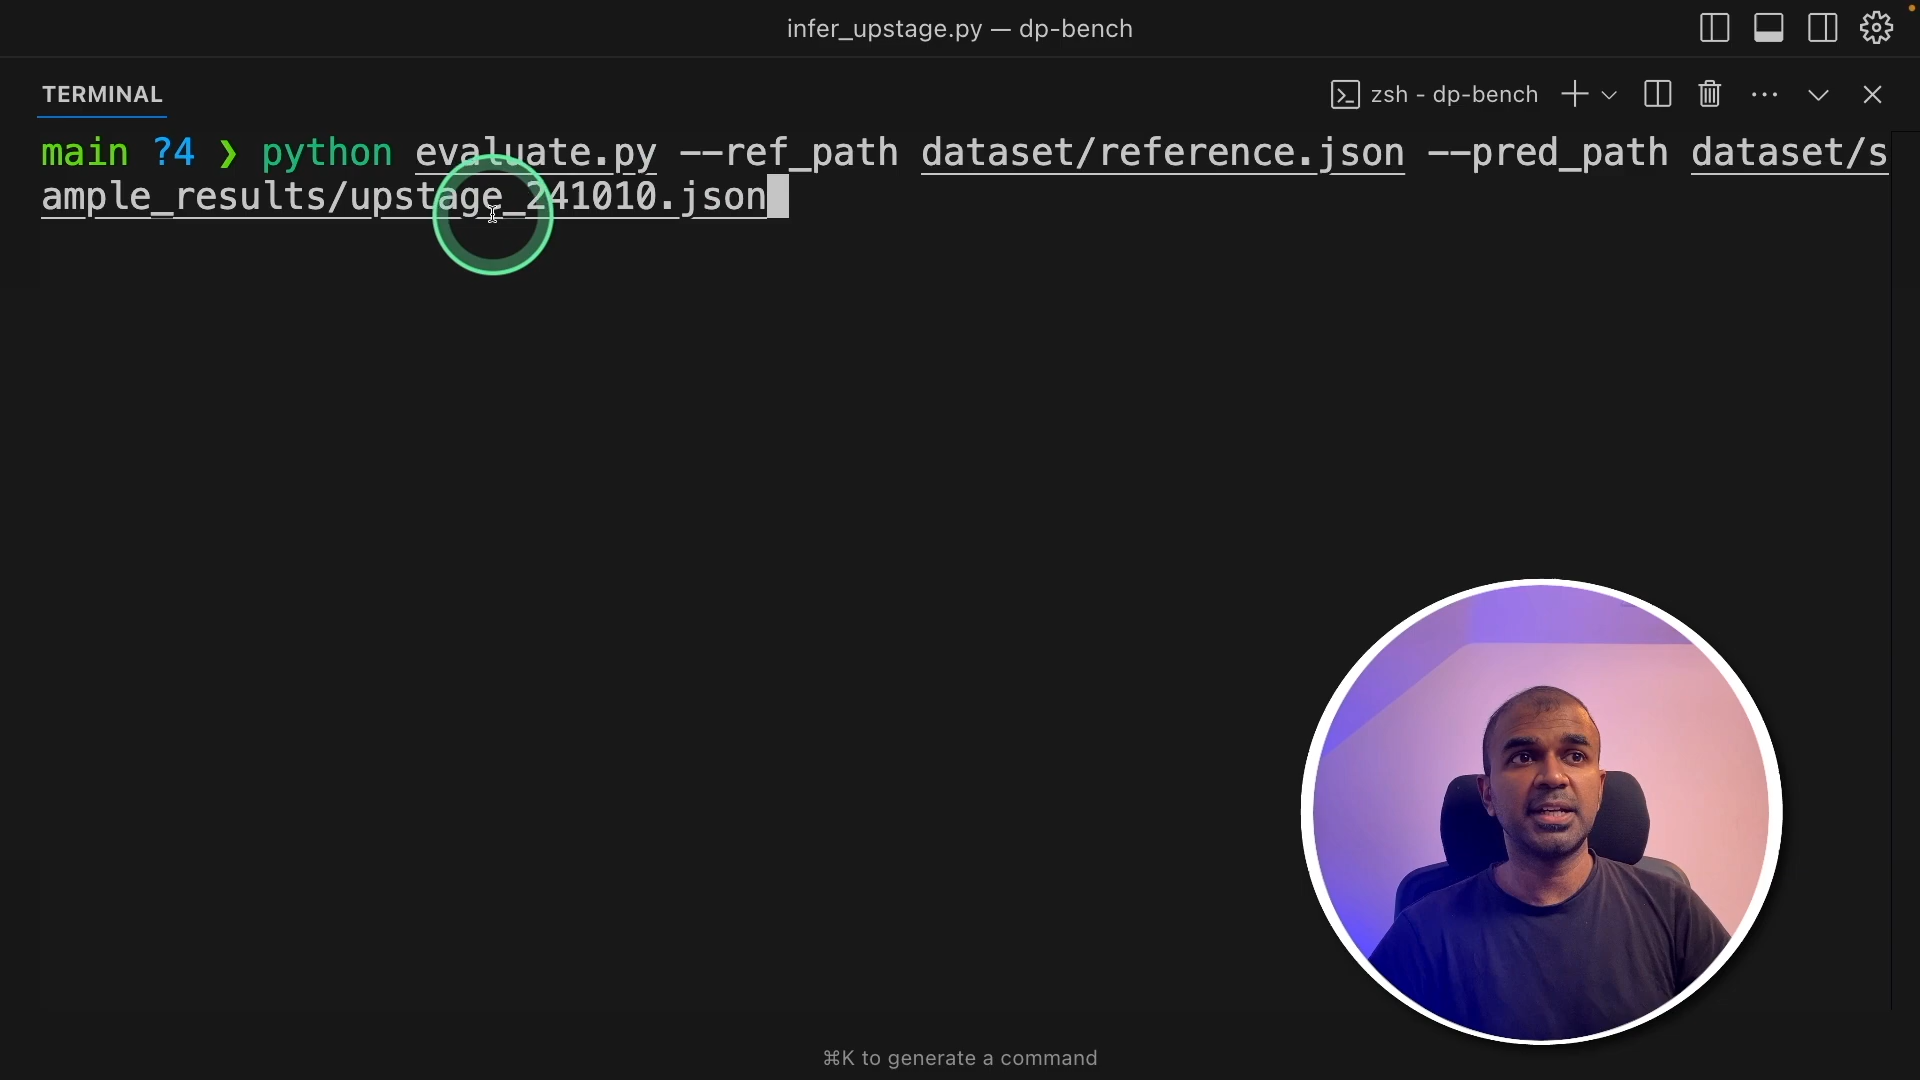 infer_upstage.py — dp-bench
TERMINAL
zsh - dp-bench
main ?4 ❯ python evaluate.py --ref_path dataset/reference.json --pred_path dataset/s
ample_results/upstage_241010.json
⌘K to generate a command